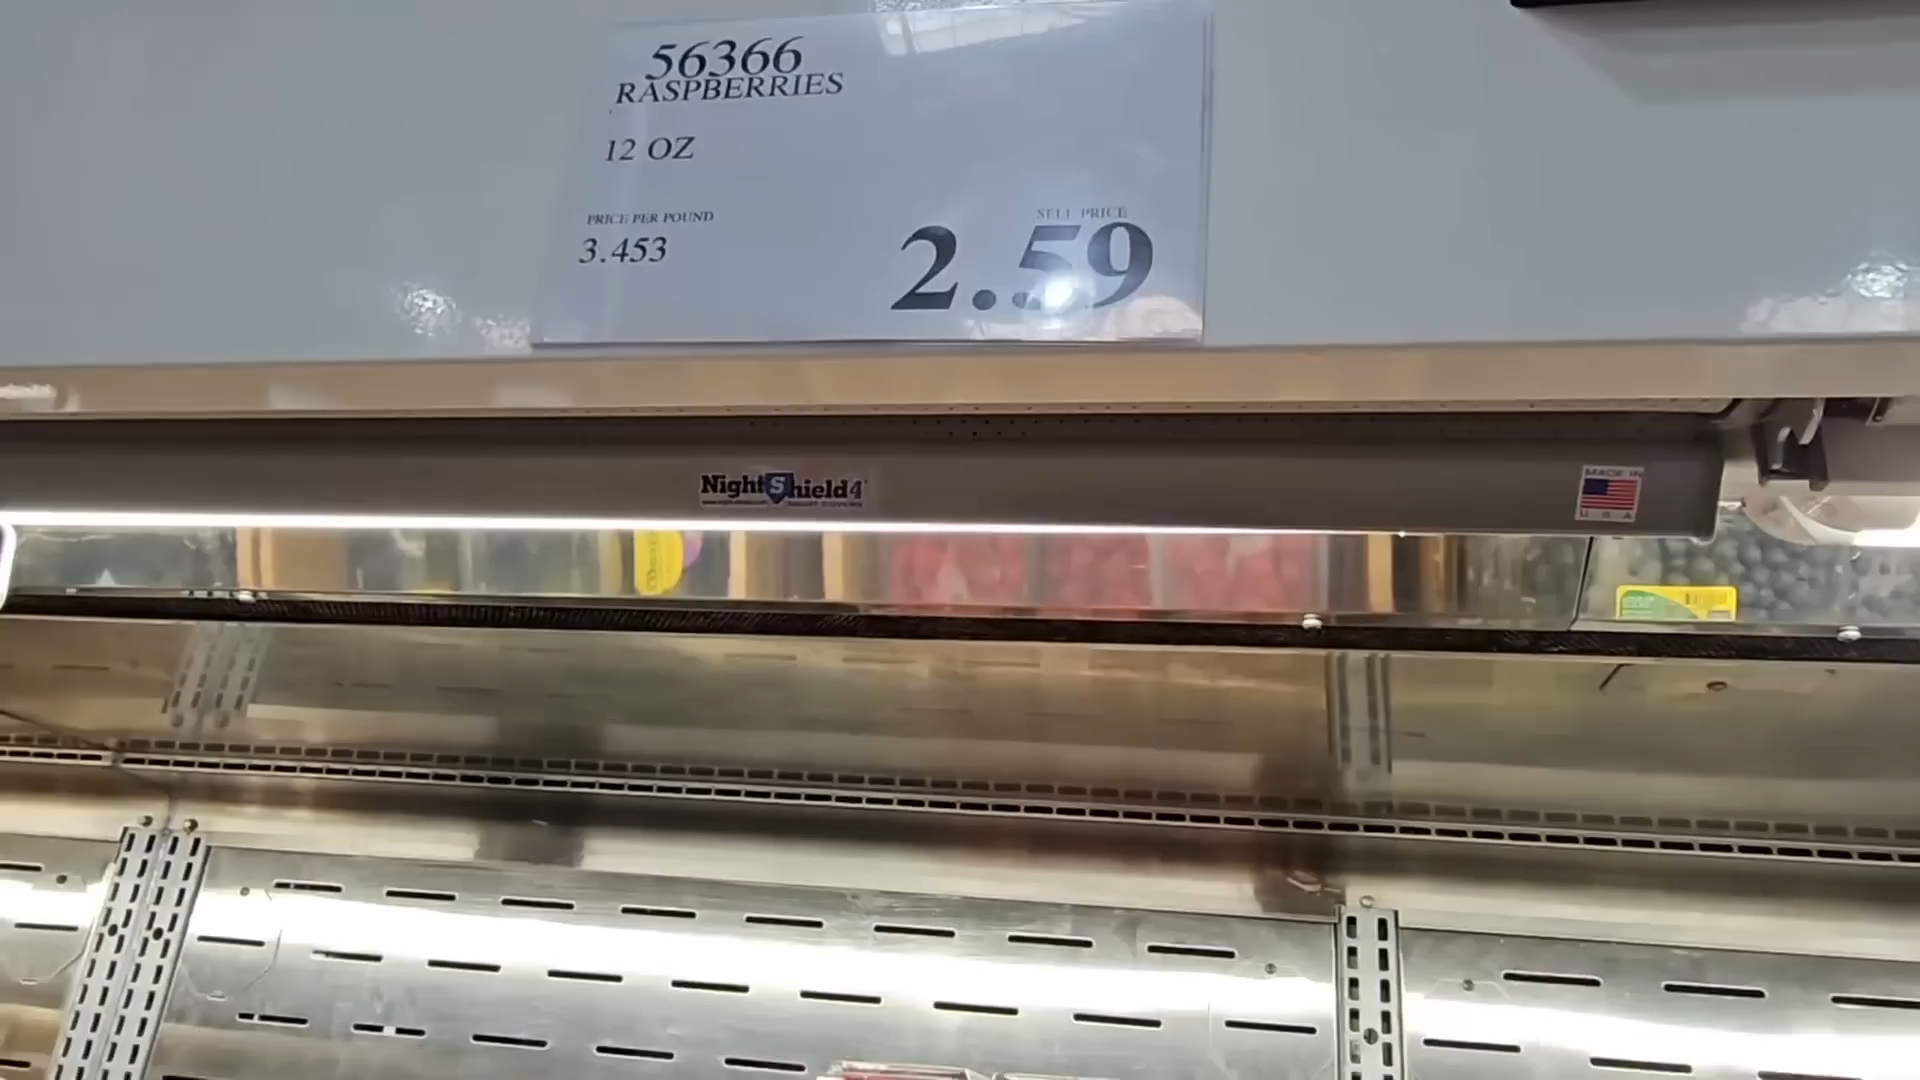 56366
RASPBERRIES
12 OZ
PRICE PER POUND
3.453
SELL PRICE
2.59
NightShield4
MADE IN
U S A